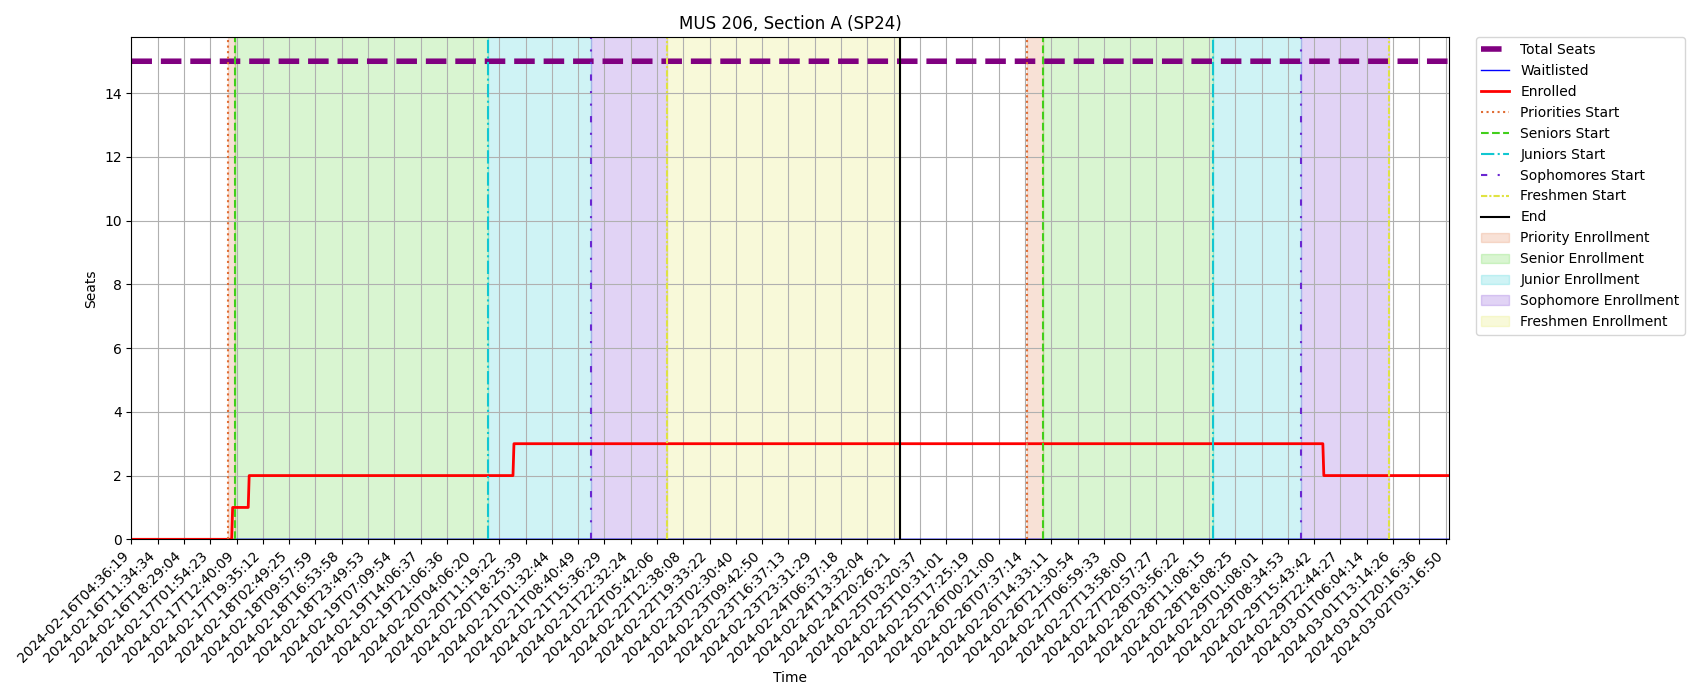 MUS 206, Section A (SP24)
Seats
14
12
10
8
6
4
2
0
2024-02-16T04:36:19
2024-02-16T11:34:34
2024-02-16T18:29:04
2024-02-17T01:54:23
2024-02-17T12:40:09
2024-02-17T19:35:12
2024-02-18T02:49:25
2024-02-18T09:57:59
2024-02-18T16:53:58
2024-02-18T23:49:53
2024-02-19T07:09:54
2024-02-19T14:06:37
2024-02-19T21:06:36
2024-02-20T04:06:20
2024-02-20T11:19:22
2024-02-20T18:25:39
2024-02-21T01:32:44
2024-02-21T08:40:49
2024-02-21T15:36:29
2024-02-21T22:32:24
2024-02-22T05:42:06
2024-02-22T12:38:08
2024-02-22T19:33:22
2024-02-23T02:30:40
2024-02-23T09:42:50
2024-02-23T16:37:13
2024-02-23T23:31:29
2024-02-24T06:37:18
2024-02-24T13:32:04
2024-02-24T20:26:21
2024-02-25T03:20:37
2024-02-25T10:31:01
2024-02-25T17:25:19
2024-02-26T00:21:00
2024-02-26T07:37:14
2024-02-26T14:33:11
2024-02-26T21:30:54
2024-02-27T06:59:33
2024-02-27T13:58:00
2024-02-27T20:57:27
2024-02-28T03:56:22
2024-02-28T11:08:15
2024-02-28T18:08:25
2024-02-29T01:08:01
2024-02-29T08:34:53
2024-02-29T15:43:42
2024-02-29T22:44:27
2024-03-01T06:04:14
2024-03-01T13:14:26
2024-03-01T20:16:36
2024-03-02T03:16:50
Time
Total Seats
Waitlisted
Enrolled
Priorities Start
Seniors Start
Juniors Start
Sophomores Start
Freshmen Start
End
Priority Enrollment
Senior Enrollment
Junior Enrollment
Sophomore Enrollment
Freshmen Enrollment